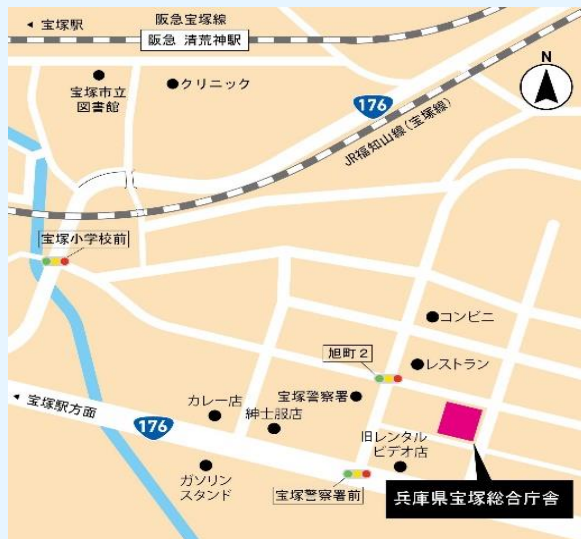 宝塚駅
阪急宝塚線
阪急 清荒神駅
N
宝塚市立
図書館
クリニック
176
JR福知山線(宝塚線)
宝塚小学校前
コンビニ
旭町2
レストラン
宝塚駅方面
176
カレー店
紳士服店
宝塚警察署
旧レンタル
ビデオ店
ガソリン
スタンド
宝塚警察署前
兵庫県宝塚総合庁舎